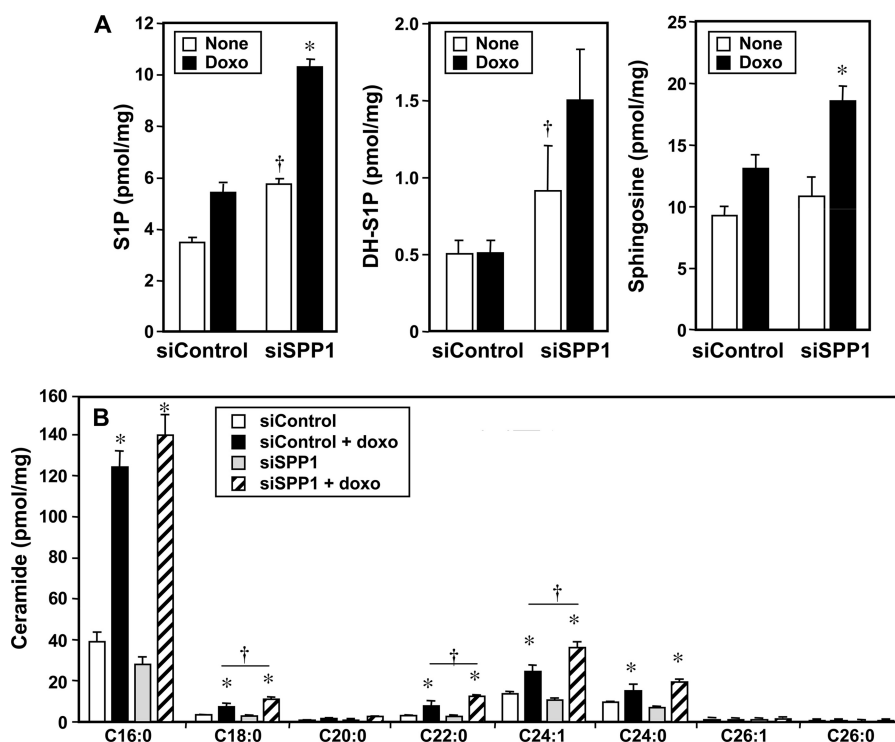 A
S1P (pmol/mg)
12
10
8
6
4
2
0
None
Doxo
*
†
siControl siSPP1
DH-S1P (pmol/mg)
2.0
1.5
1.0
0.5
0
None
Doxo
†
siControl siSPP1
Sphingosine (pmol/mg)
25
20
15
10
5
0
None
Doxo
*
siControl siSPP1
B
Ceramide (pmol/mg)
160
140
120
100
80
60
40
20
0
siControl
siControl + doxo
siSPP1
siSPP1 + doxo
* *
†
* *
†
* *
†
* *
* *
C16:0 C18:0 C20:0 C22:0 C24:1 C24:0 C26:1 C26:0